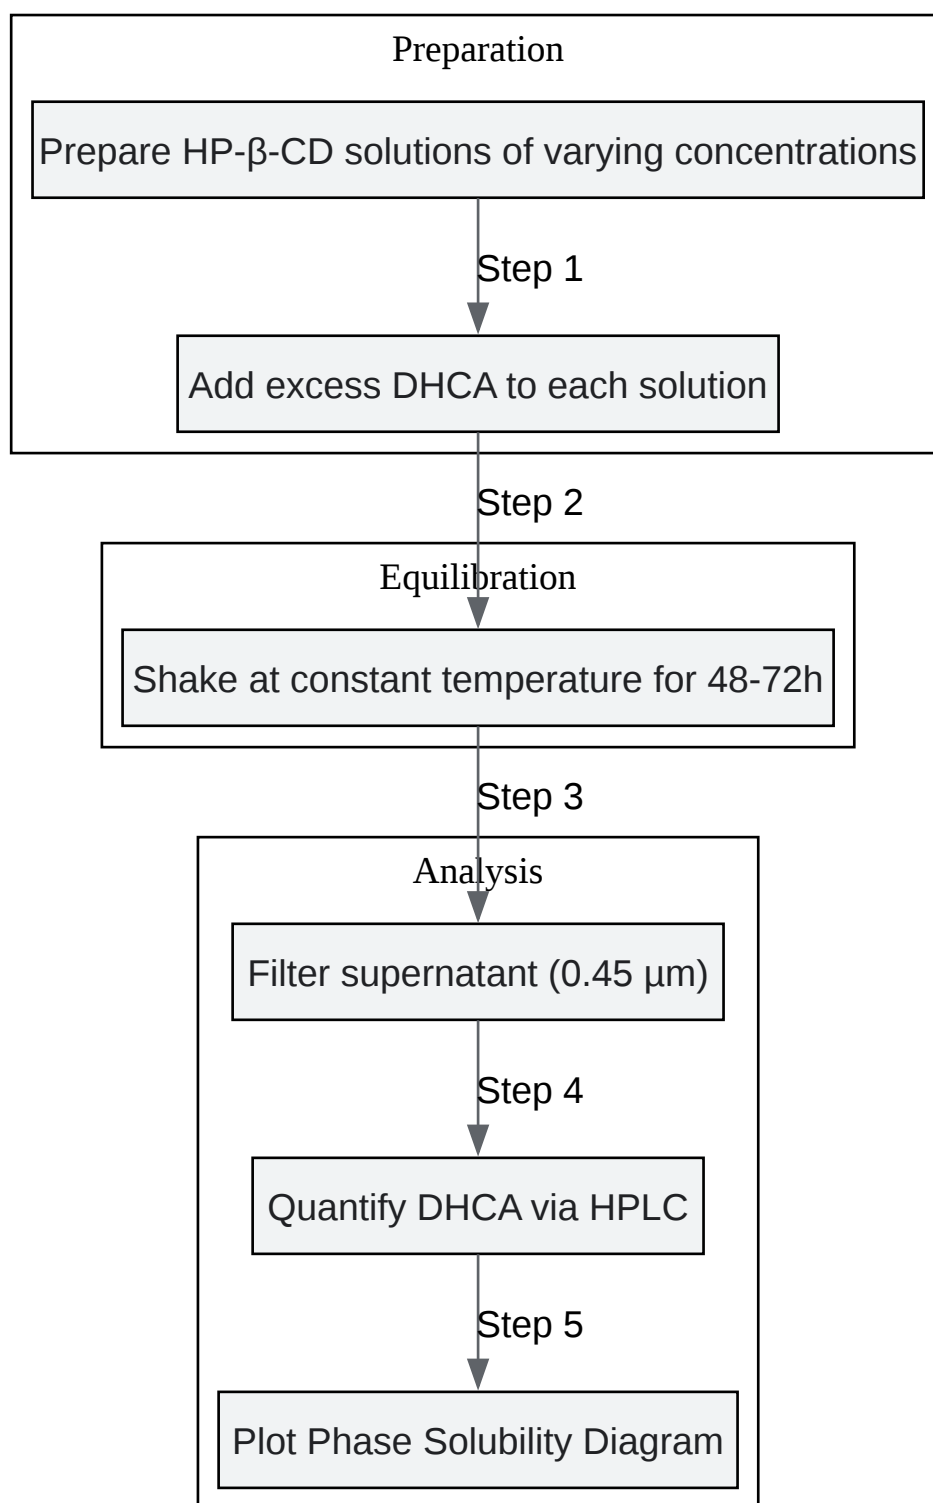 Preparation
Prepare HP-β-CD solutions of varying concentrations
Step 1
Add excess DHCA to each solution
Step 2
Equilibration
Shake at constant temperature for 48-72h
Step 3
Analysis
Filter supernatant (0.45 µm)
Step 4
Quantify DHCA via HPLC
Step 5
Plot Phase Solubility Diagram